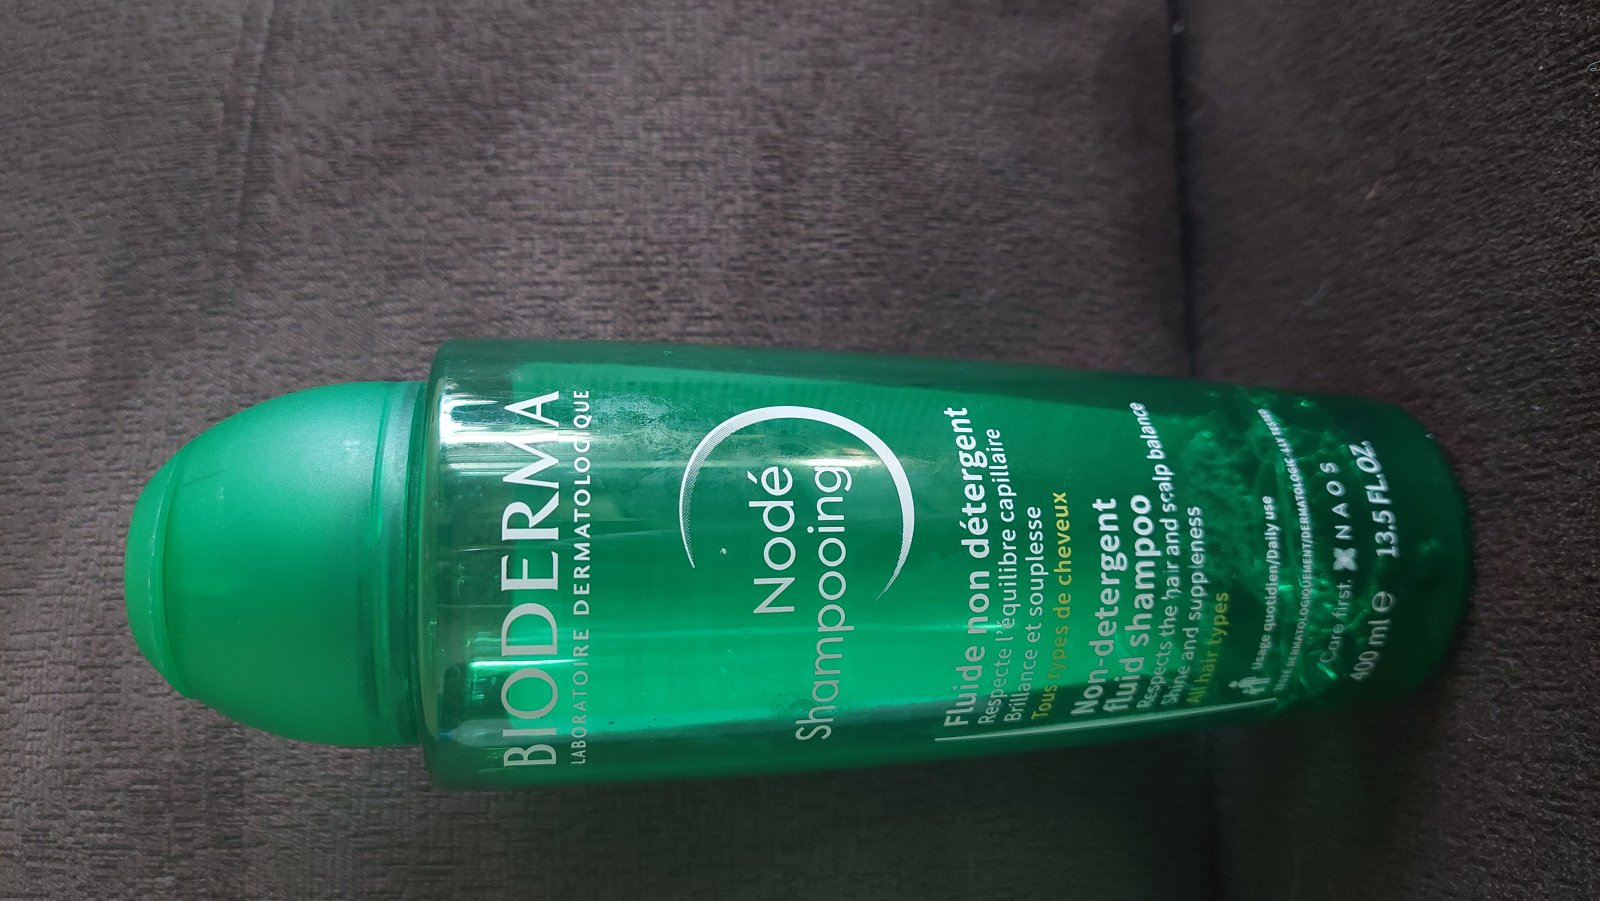 BIODERMA
LABORATOIRE DERMATOLOGIQUE
Nodé
Shampooing
Fluide non détergent
Respecte l'équilibre capillaire
Brillance et souplesse
Tous types de cheveux
Non-detergent
fluid shampoo
Respects the hair and scalp balance
Shine and suppleness
All hair types
Usage quotidien/Daily use
DERMATOLOGIQUEMENT/DERMATOLOGICALLY
Care first.
NAOS
400 ml e 13.5 FL.OZ.